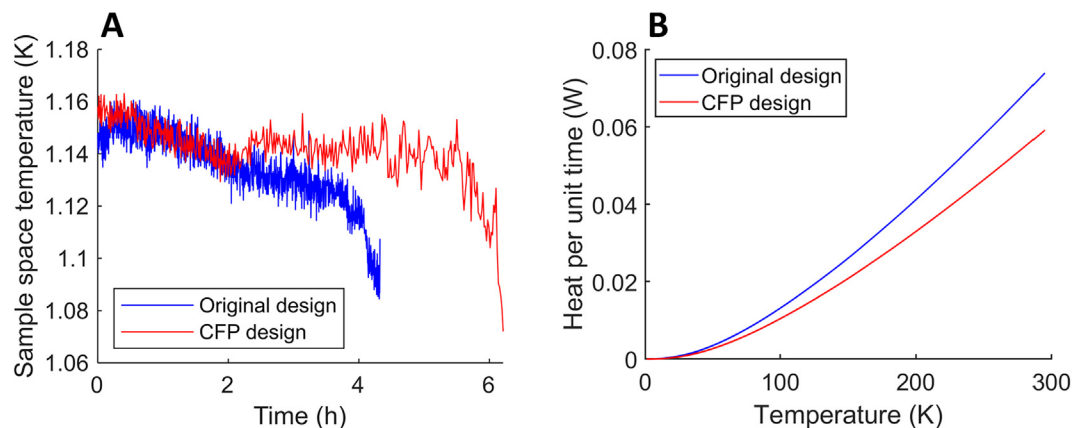 A
Sample space temperature (K)
1.18
1.16
1.14
1.12
1.1
1.08
1.06
Original design
CFP design
0
2
4
6
Time (h)
B
Heat per unit time (W)
0.08
0.06
0.04
0.02
0
Original design
CFP design
0
100
200
300
Temperature (K)